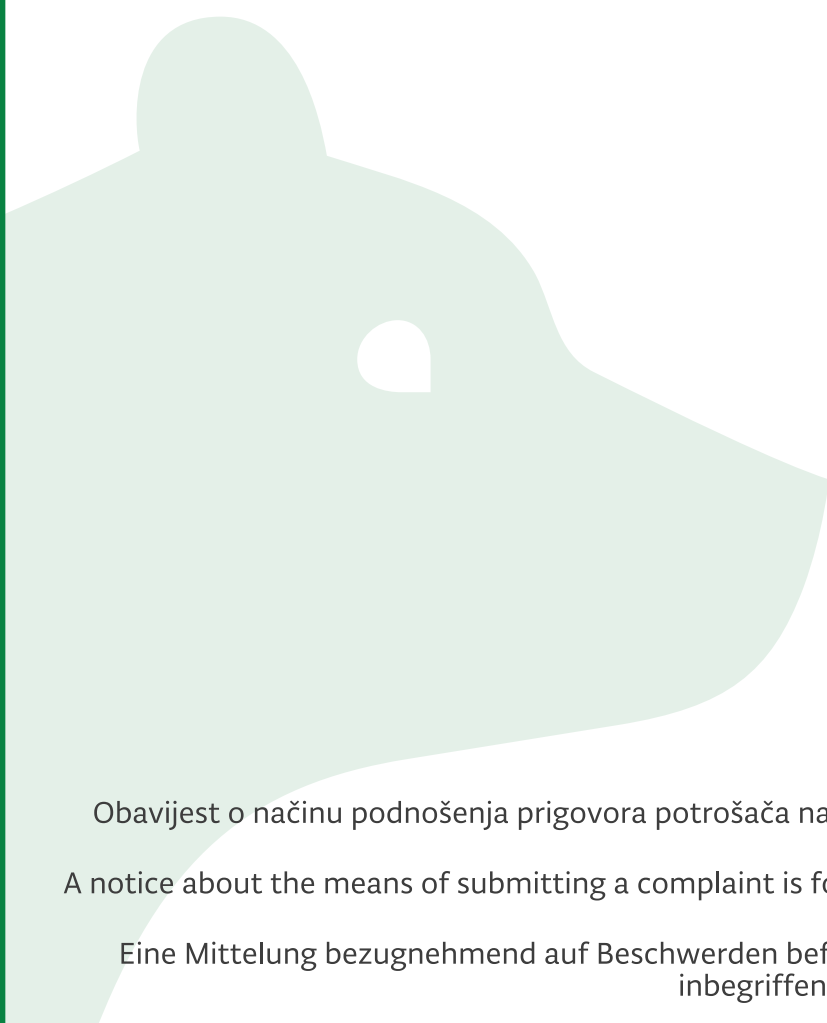 Obavijest o načinu podnošenja prigovora potrošača na
A notice about the means of submitting a complaint is
Eine Mittelung bezugnehmend auf Beschwerden
inbegriffen